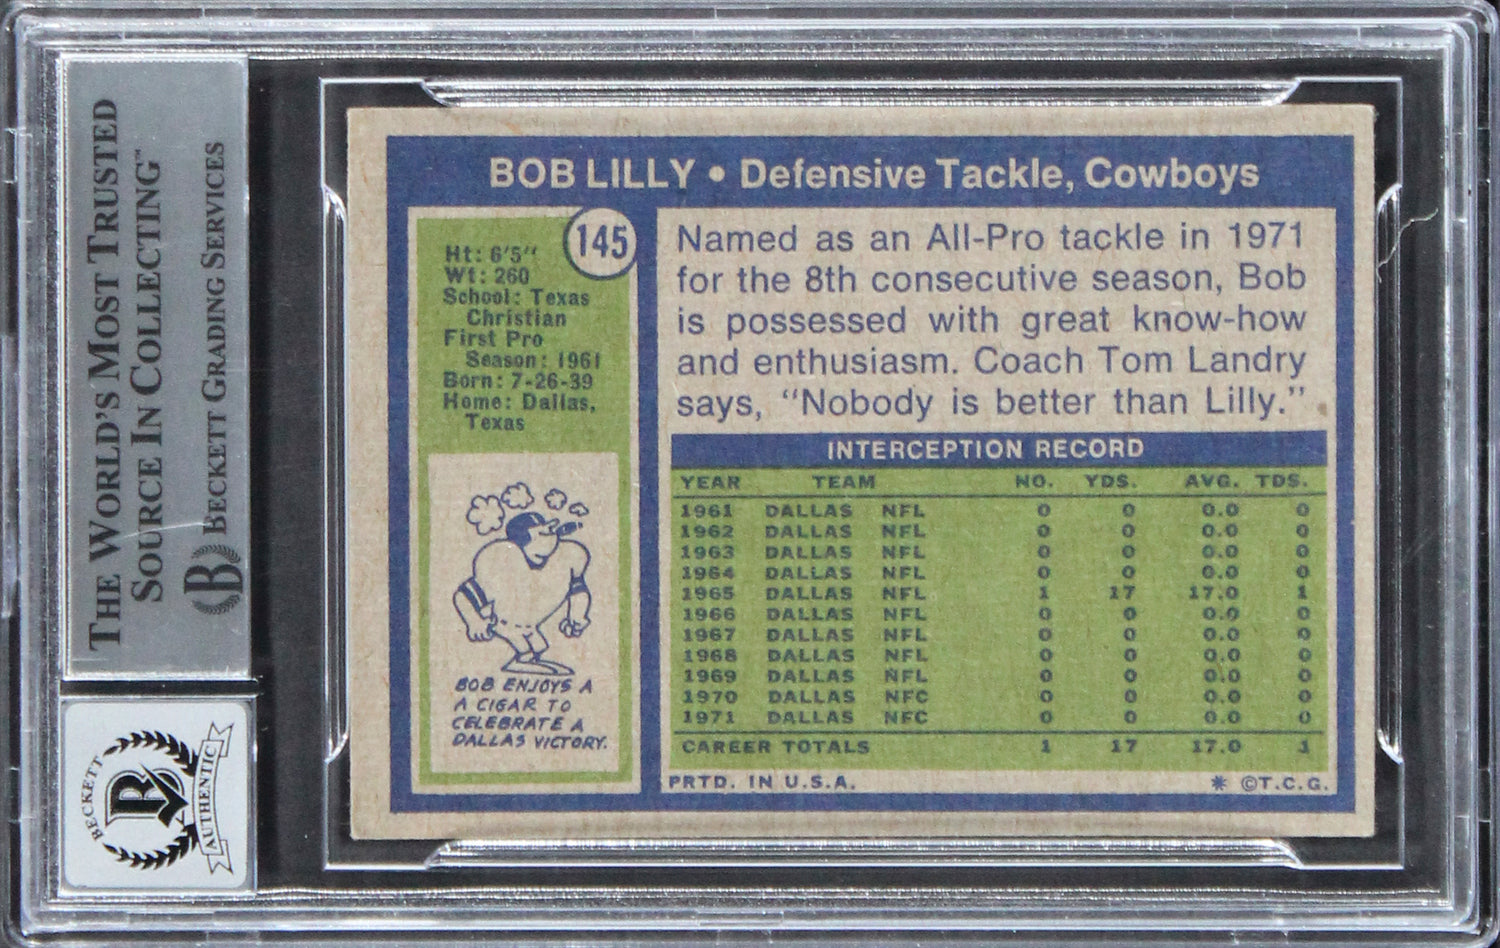 THE WORLD'S MOST TRUSTED
SOURCE IN COLLECTING™
BECKETT GRADING SERVICES
B
BECKETT
B
AUTHENTIC
BOB LILLY • Defensive Tackle, Cowboys
145
Ht: 6'5"
Wt: 260
School: Texas
Christian
First Pro
Season: 1961
Born: 7-26-39
Home: Dallas,
Texas
BOB ENJOYS A
A CIGAR TO
CELEBRATE A
DALLAS VICTORY.
Named as an All-Pro tackle in 1971
for the 8th consecutive season, Bob
is possessed with great know-how
and enthusiasm. Coach Tom Landry
says, "Nobody is better than Lilly."
INTERCEPTION RECORD
YEAR TEAM NO. YDS. AVG. TDS.
1961 DALLAS NFL 0 0 0.0 0
1962 DALLAS NFL 0 0 0.0 0
1963 DALLAS NFL 0 0 0.0 0
1964 DALLAS NFL 0 0 0.0 0
1965 DALLAS NFL 1 17 17.0 1
1966 DALLAS NFL 0 0 0.0 0
1967 DALLAS NFL 0 0 0.0 0
1968 DALLAS NFL 0 0 0.0 0
1969 DALLAS NFL 0 0 0.0 0
1970 DALLAS NFC 0 0 0.0 0
1971 DALLAS NFC 0 0 0.0 0
CAREER TOTALS 1 17 17.0 1
PRTD. IN U.S.A. * ©T.C.G.